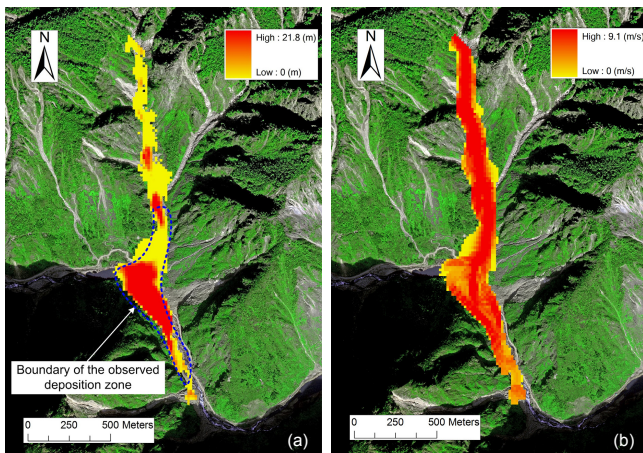 N
High : 21.8 (m)
Low : 0 (m)
Boundary of the observed
deposition zone
0 250 500 Meters
(a)
N
High : 9.1 (m/s)
Low : 0 (m/s)
0 250 500 Meters
(b)